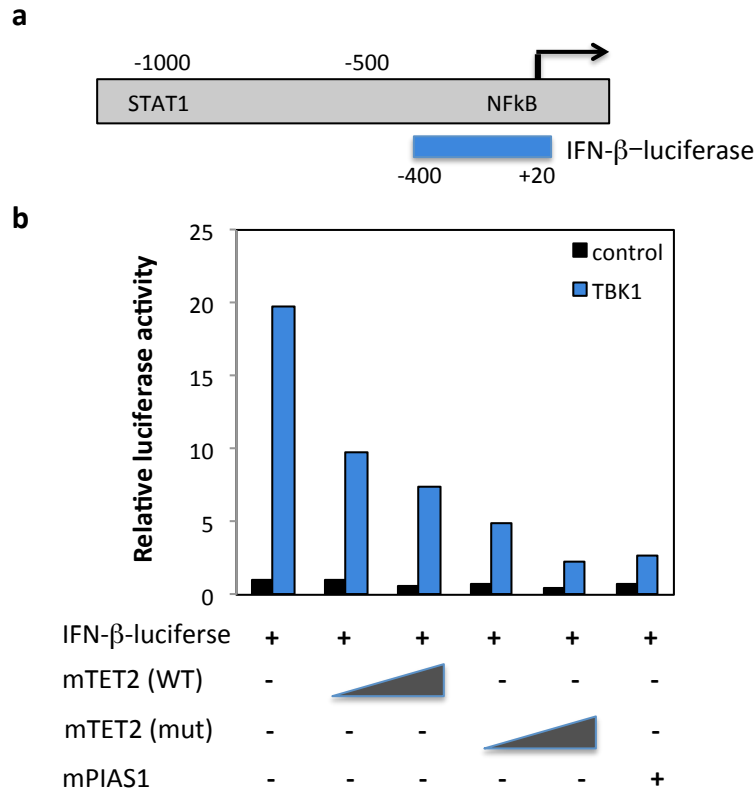 a
-1000 -500
STAT1 NFkB
IFN-β-luciferase
-400 +20
b
Relative luciferase activity
25
20
15
10
5
0
control
TBK1
IFN-β-luciferse + + + + + +
mTET2 (WT) - - - -
mTET2 (mut) - - - -
mPIAS1 - - - - - +